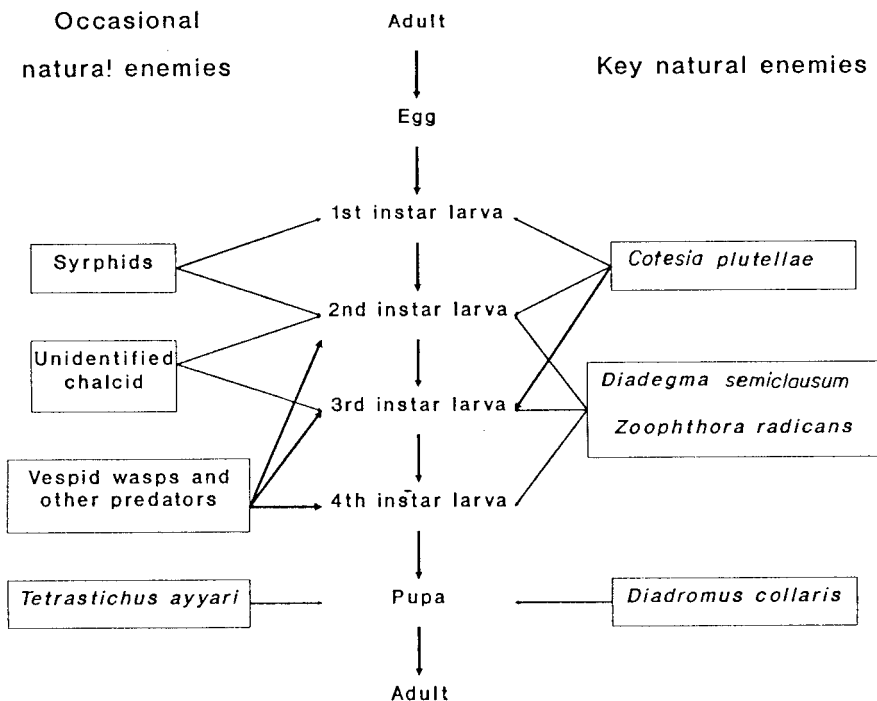 Occasional
natura! enemies
Adult
Key natural enemies
Egg
1st instar larva
Syrphids
Cotesia plutellae
2nd instar larva
Unidentified
chalcid
Diadegma semiclausum
3rd instar larva
Zoophthora radicans
Vespid wasps and
other predators
4th instar larva
Tetrastichus ayyari
Pupa
Diadromus collaris
Adult